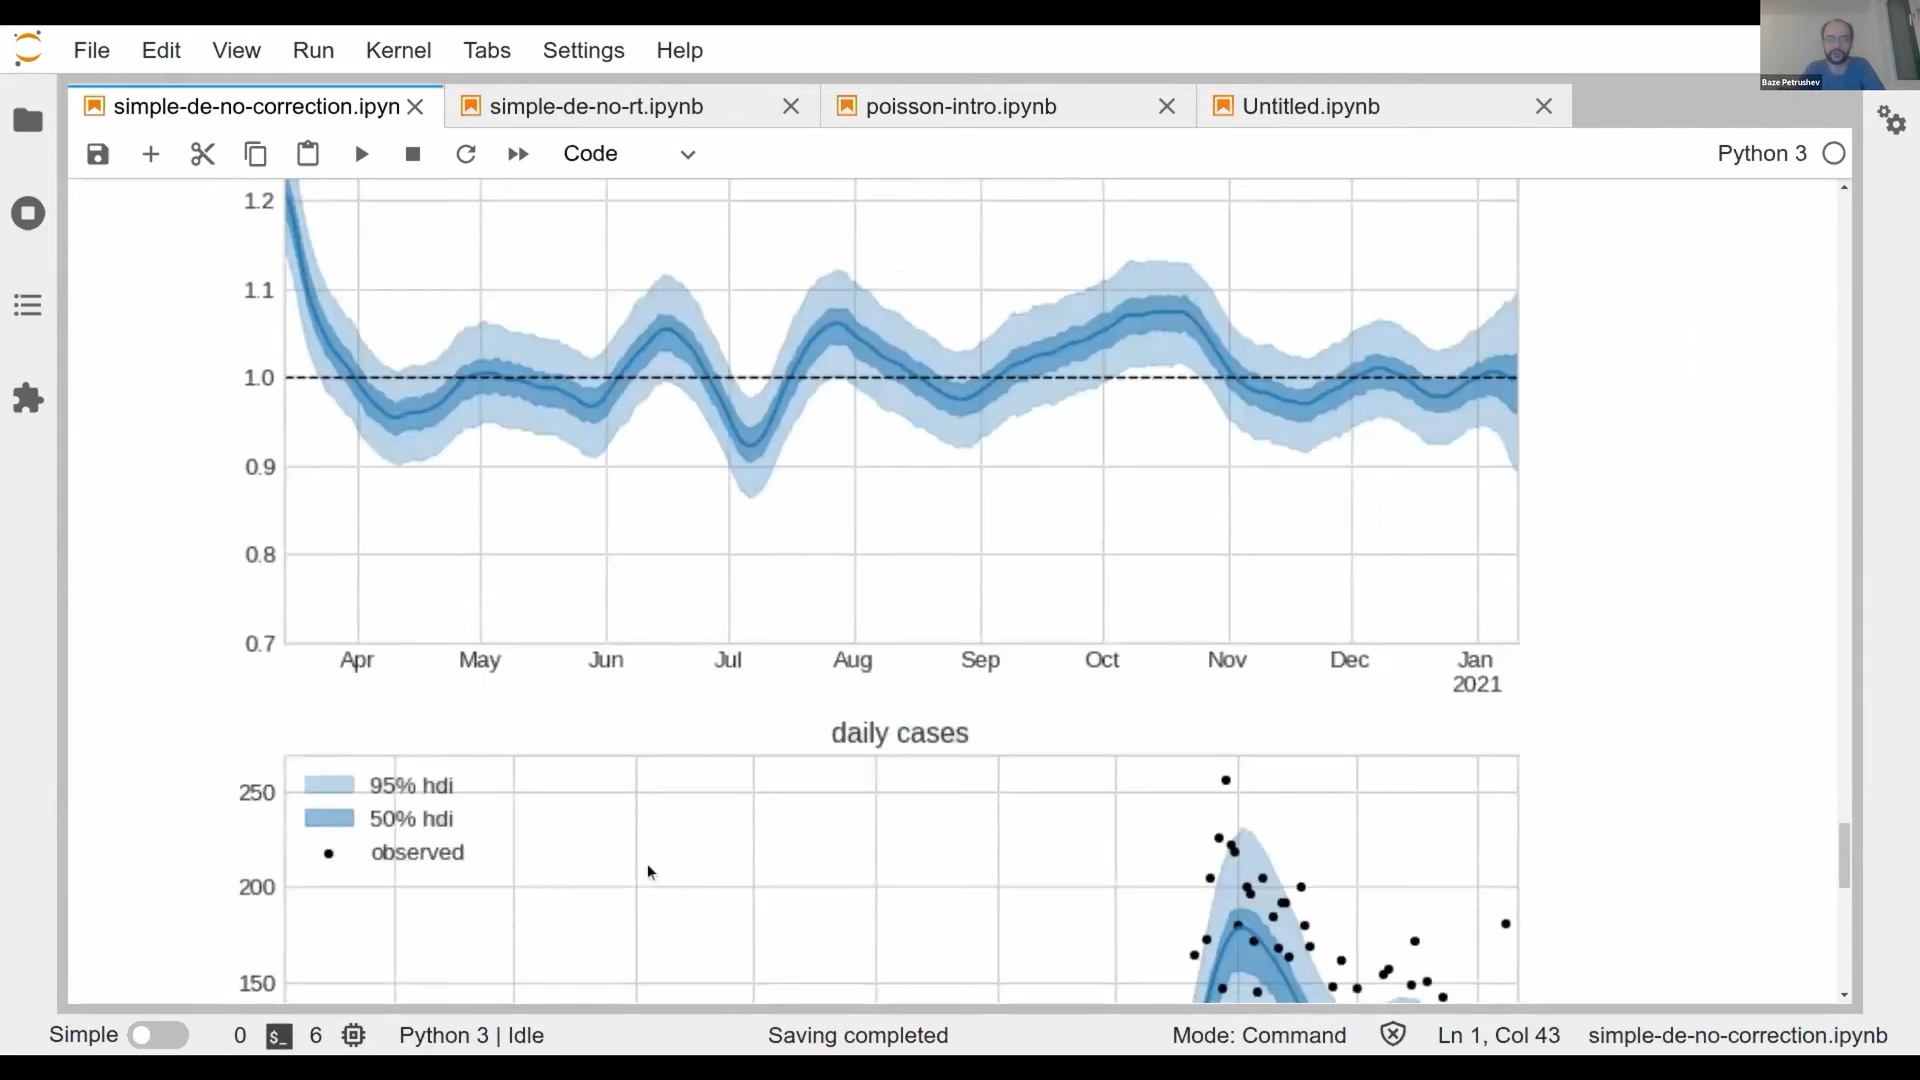 File Edit View Run Kernel Tabs Settings Help
Baze Petrushev
simple-de-no-correction.ipyn simple-de-no-rt.ipynb poisson-intro.ipynb Untitled.ipynb
Code Python 3
1.2
1.1
1.0
0.9
0.8
0.7
Apr May Jun Jul Aug Sep Oct Nov Dec Jan
2021
daily cases
250
200
150
95% hdi
50% hdi
observed
Simple 0 $_ 6 Python 3 | Idle Saving completed Mode: Command Ln 1, Col 43 simple-de-no-correction.ipynb